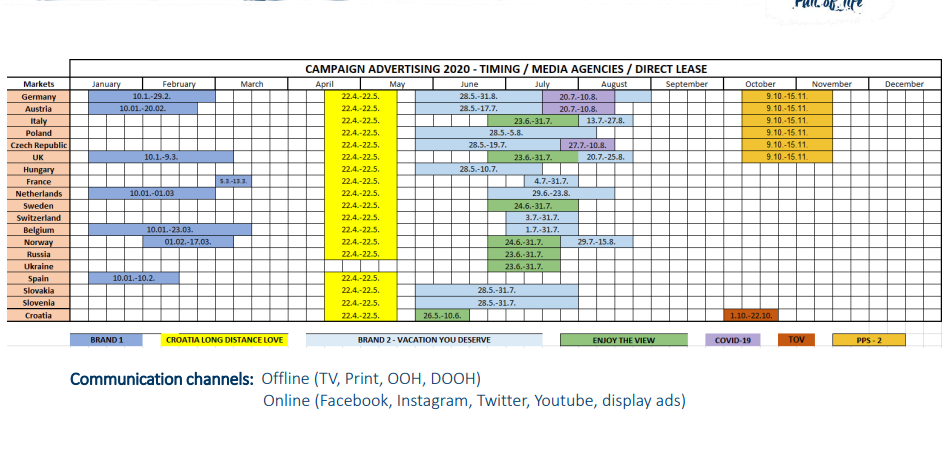 Full of life
CAMPAIGN ADVERTISING 2020 - TIMING / MEDIA AGENCIES / DIRECT LEASE
Markets January February March April May June July August September October November December
Germany 10.1.-29.2. 22.4.-22.5. 28.5.-31.8. 20.7.-10.8. 9.10.-15.11.
Austria 10.01.-20.02. 22.4.-22.5. 28.5.-17.7. 20.7.-10.8. 9.10.-15.11.
Italy 22.4.-22.5. 23.6.-31.7. 13.7.-27.8. 9.10.-15.11.
Poland 22.4.-22.5. 28.5.-5.8. 9.10.-15.11.
Czech Republic 22.4.-22.5. 28.5.-19.7. 27.7.-10.8. 9.10.-15.11.
UK 10.1.-9.3. 22.4.-22.5. 23.6.-31.7. 20.7.-25.8. 9.10.-15.11.
Hungary 22.4.-22.5. 28.5.-10.7.
France 5.3.-13.3. 22.4.-22.5. 4.7.-31.7.
Netherlands 10.01.-01.03 22.4.-22.5. 29.6.-23.8.
Sweden 22.4.-22.5. 24.6.-31.7.
Switzerland 22.4.-22.5. 3.7.-31.7.
Belgium 10.01.-23.03. 22.4.-22.5. 1.7.-31.7.
Norway 01.02.-17.03. 22.4.-22.5. 24.6.-31.7. 29.7.-15.8.
Russia 22.4.-22.5. 23.6.-31.7.
Ukraine 23.6.-31.7.
Spain 10.01.-10.2. 22.4.-22.5.
Slovakia 22.4.-22.5. 28.5.-31.7.
Slovenia 22.4.-22.5. 28.5.-31.7.
Croatia 22.4.-22.5. 26.5.-10.6. 1.10.-22.10.
BRAND 1 CROATIA LONG DISTANCE LOVE BRAND 2 - VACATION YOU DESERVE ENJOY THE VIEW COVID-19 TOV PPS - 2
Communication channels: Offline (TV, Print, OOH, DOOH)
Online (Facebook, Instagram, Twitter, Youtube, display ads)